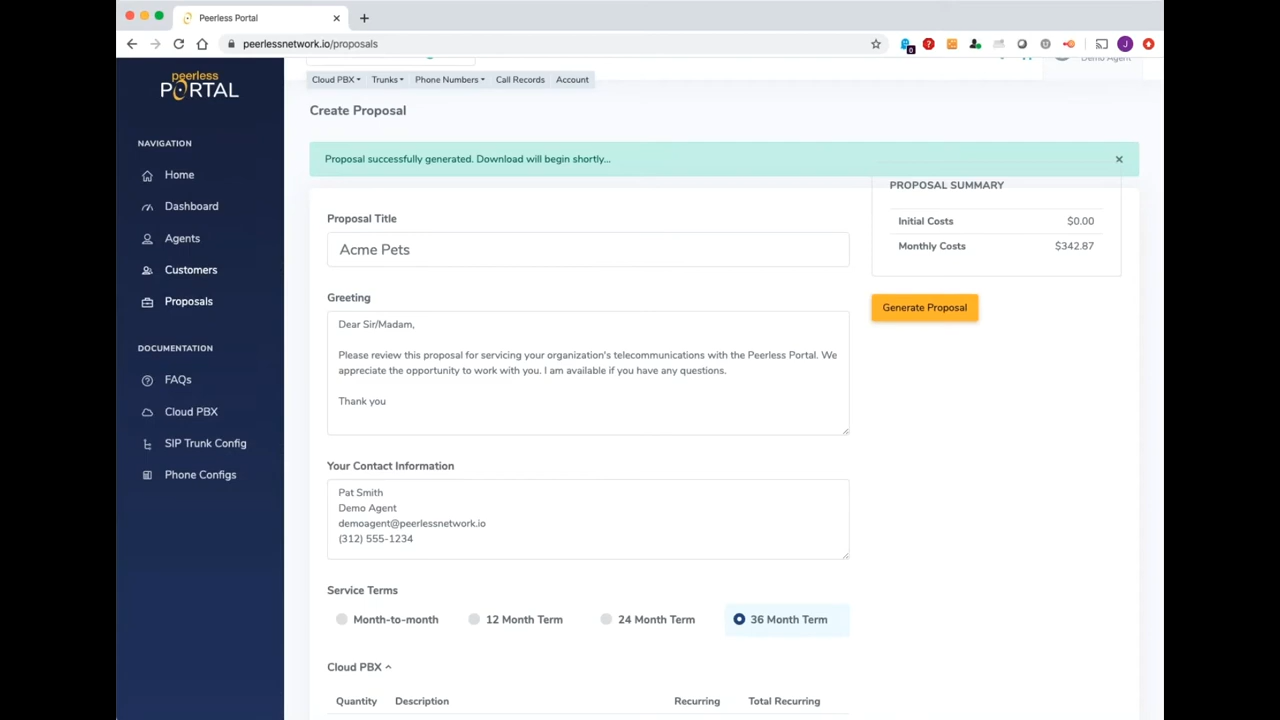 Peerless Portal
peerlessnetwork.io/proposals
0
J
peerless
PORTAL
Cloud PBX
Trunks
Phone Numbers
Call Records
Account
Demo Agent
NAVIGATION
Home
Dashboard
Agents
Customers
Proposals
DOCUMENTATION
FAQs
Cloud PBX
SIP Trunk Config
Phone Configs
Create Proposal
Proposal successfully generated. Download will begin shortly...
Proposal Title
Acme Pets
Greeting
Dear Sir/Madam,
Please review this proposal for servicing your organization's telecommunications with the Peerless Portal. We
appreciate the opportunity to work with you. I am available if you have any questions.
Thank you
Your Contact Information
Pat Smith
Demo Agent
demoagent@peerlessnetwork.io
(312) 555-1234
Service Terms
Month-to-month
12 Month Term
24 Month Term
36 Month Term
Cloud PBX
Quantity Description Recurring Total Recurring
PROPOSAL SUMMARY
Initial Costs $0.00
Monthly Costs $342.87
Generate Proposal